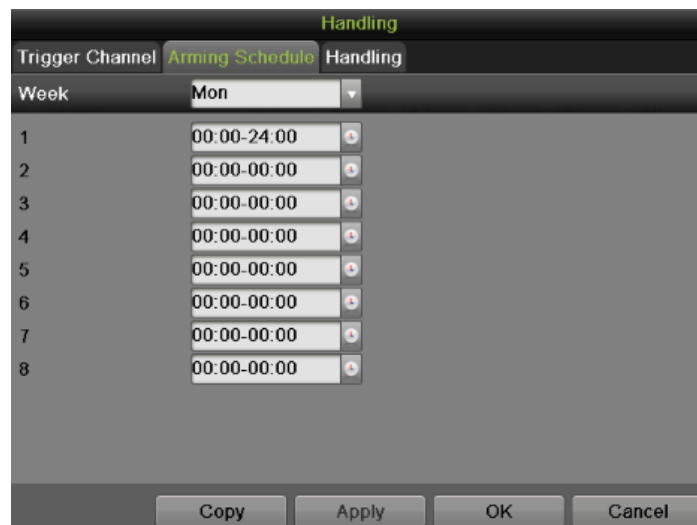 Handling
Trigger Channel Arming Schedule Handling
Week Mon
1 00:00-24:00
2 00:00-00:00
3 00:00-00:00
4 00:00-00:00
5 00:00-00:00
6 00:00-00:00
7 00:00-00:00
8 00:00-00:00
Copy Apply OK Cancel